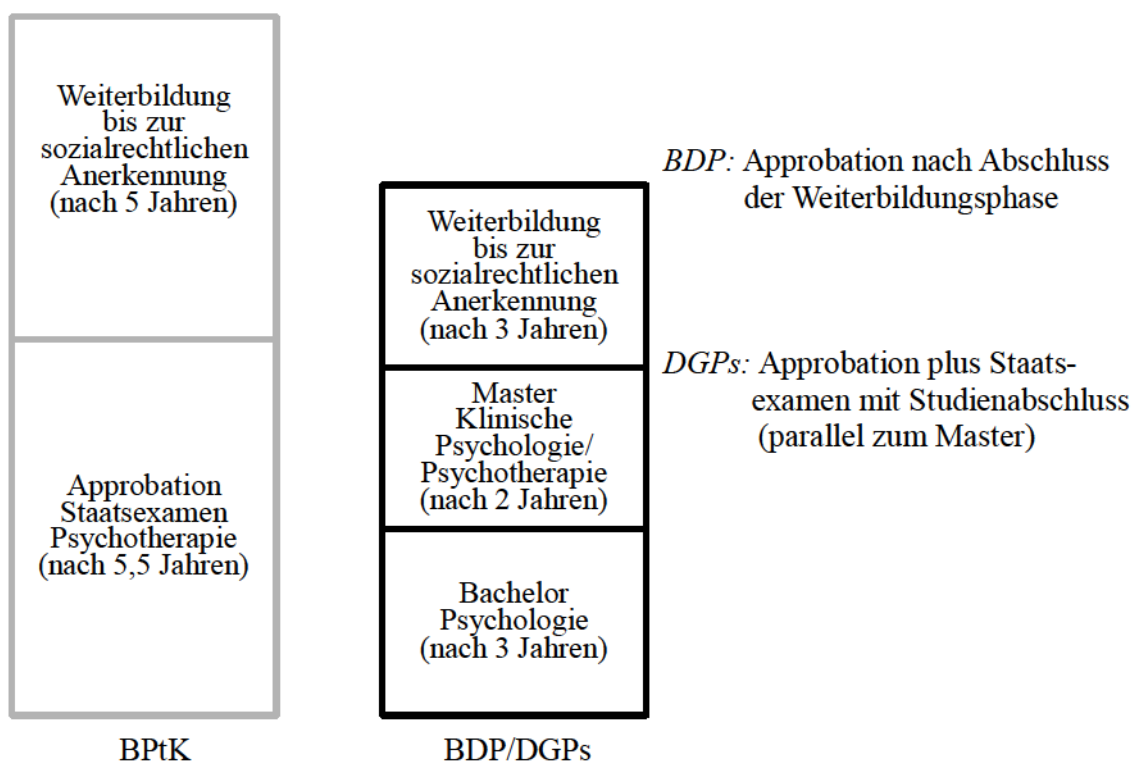 Weiterbildung
bis zur
sozialrechtlichen
Anerkennung
(nach 5 Jahren)
Approbation
Staatsexamen
Psychotherapie
(nach 5,5 Jahren)
BPtK
Weiterbildung
bis zur
sozialrechtlichen
Anerkennung
(nach 3 Jahren)
Master
Klinische
Psychologie/
Psychotherapie
(nach 2 Jahren)
Bachelor
Psychologie
(nach 3 Jahren)
BDP/DGPs
BDP: Approbation nach Abschluss
der Weiterbildungsphase
DGPs: Approbation plus Staats-
examen mit Studienabschluss
(parallel zum Master)